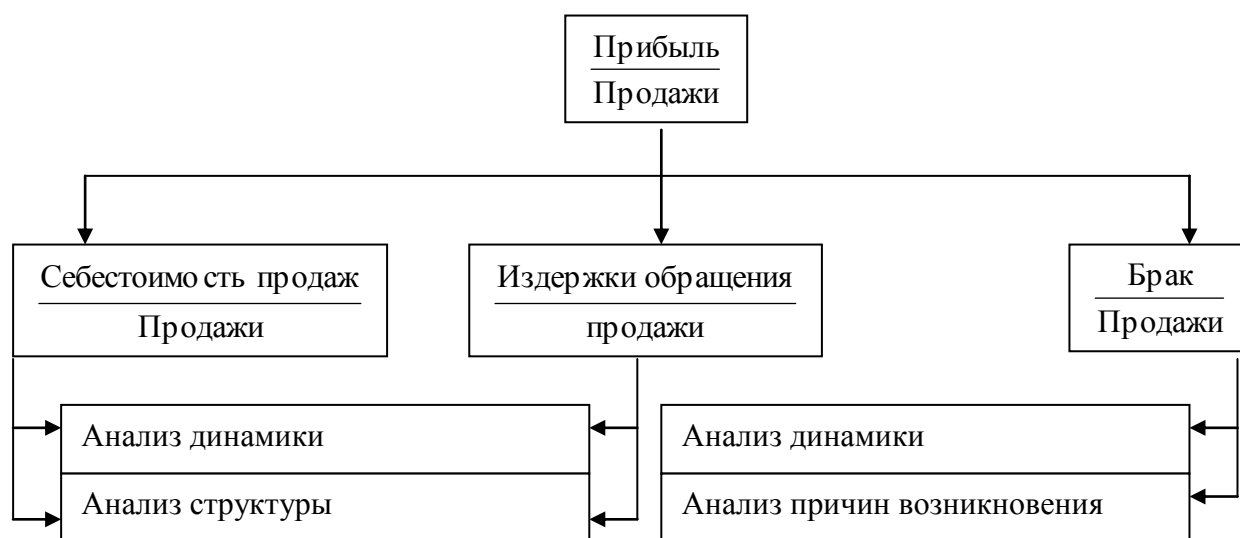 Прибыль
Продажи
Себестоимость продаж
Продажи
Издержки обращения
продажи
Брак
Продажи
Анализ динамики
Анализ структуры
Анализ динамики
Анализ причин возникновения